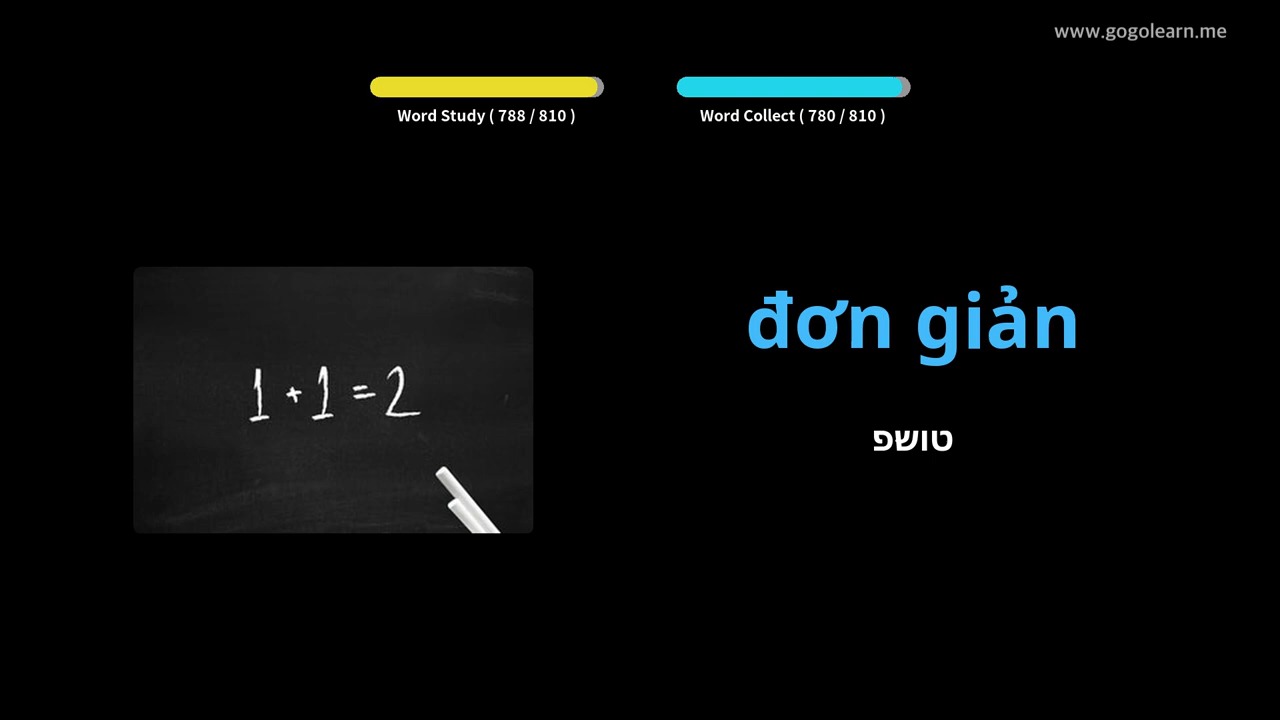 www.gogolearn.me
Word Study ( 788 / 810 )
Word Collect ( 780 / 810 )
1 + 1 = 2
đơn giản
טושפ